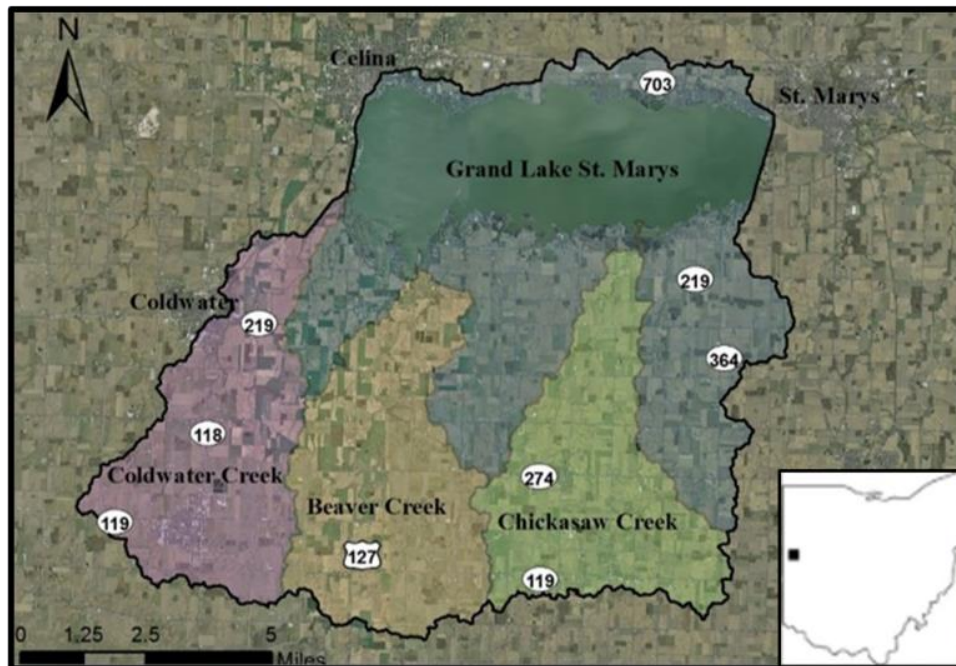 N
Celina
703
St. Marys
Grand Lake St. Marys
219
Coldwater
219
364
118
Coldwater Creek
274
Beaver Creek
Chickasaw Creek
119
127
119
0 1.25 2.5 5
Miles